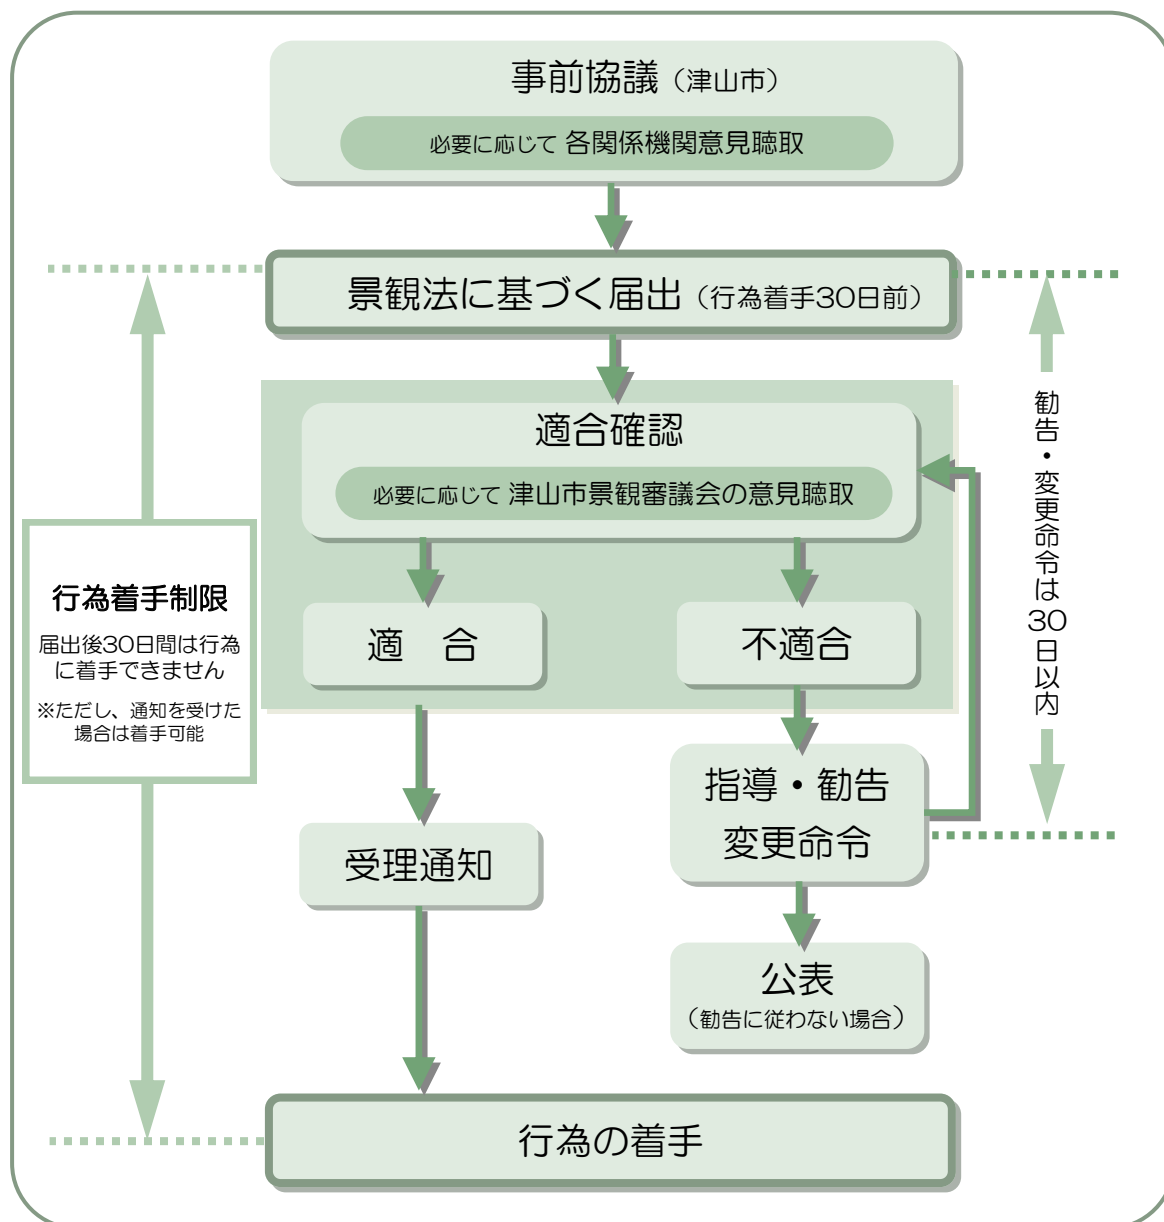 事前協議（津山市）
必要に応じて 各関係機関意見聴取
景観法に基づく届出（行為着手30日前）
適合確認
必要に応じて 津山市景観審議会の意見聴取
適　合
不適合
行為着手制限
届出後30日間は行為
に着手できません
※ただし、通知を受けた
場合は着手可能
勧告・変更命令は30日以内
指導・勧告
変更命令
受理通知
公表
（勧告に従わない場合）
行為の着手